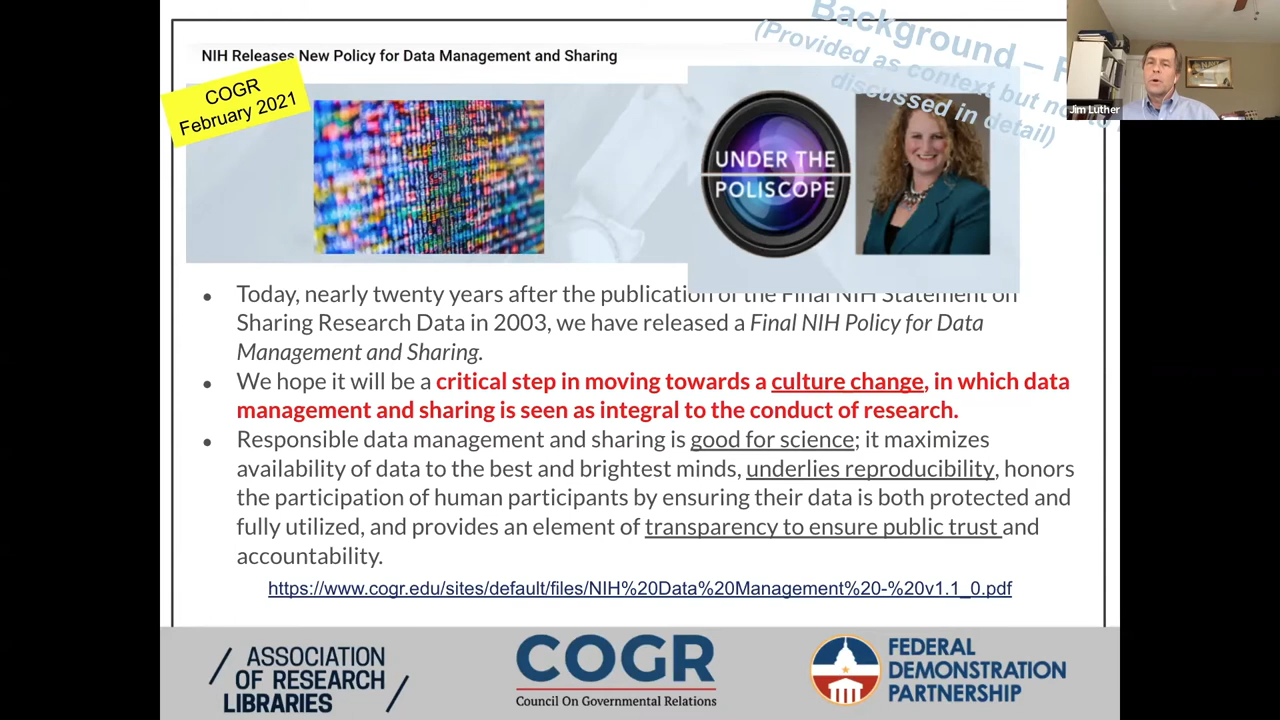 Background –
(Provided as context but no
discussed in detail)
Jim Luther
NIH Releases New Policy for Data Management and Sharing
COGR
February 2021
UNDER THE
POLISCOPE
• Today, nearly twenty years after the publication of the Final NIH Statement on
Sharing Research Data in 2003, we have released a Final NIH Policy for Data
Management and Sharing.
• We hope it will be a critical step in moving towards a culture change, in which data
management and sharing is seen as integral to the conduct of research.
• Responsible data management and sharing is good for science; it maximizes
availability of data to the best and brightest minds, underlies reproducibility, honors
the participation of human participants by ensuring their data is both protected and
fully utilized, and provides an element of transparency to ensure public trust and
accountability.
https://www.cogr.edu/sites/default/files/NIH%20Data%20Management%20-%20v1.1_0.pdf
ASSOCIATION
OF RESEARCH
LIBRARIES
COGR
Council On Governmental Relations
FEDERAL
DEMONSTRATION
PARTNERSHIP